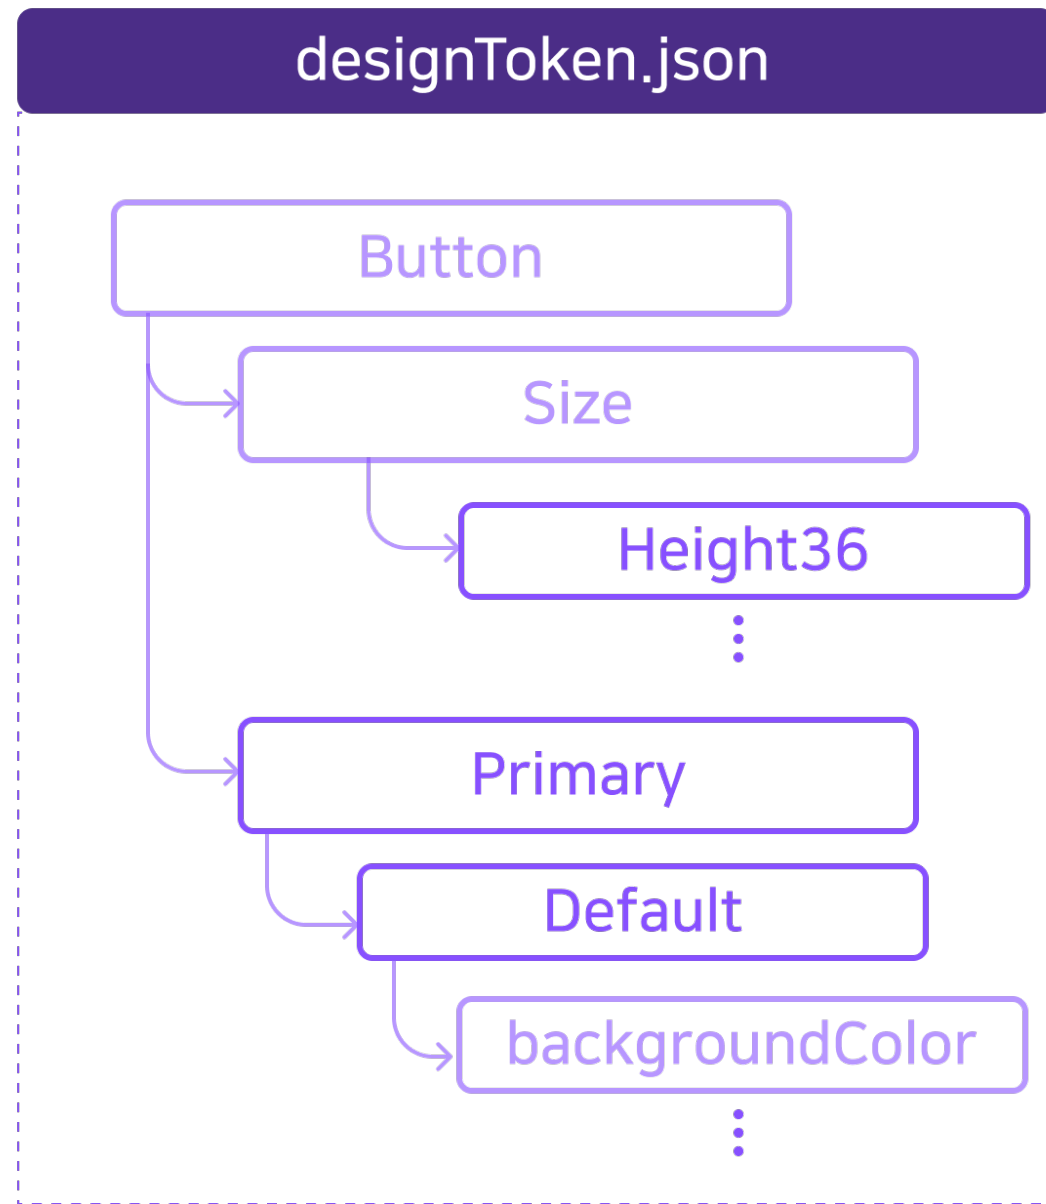 designToken.json
Button
Size
Height36
Primary
Default
backgroundColor